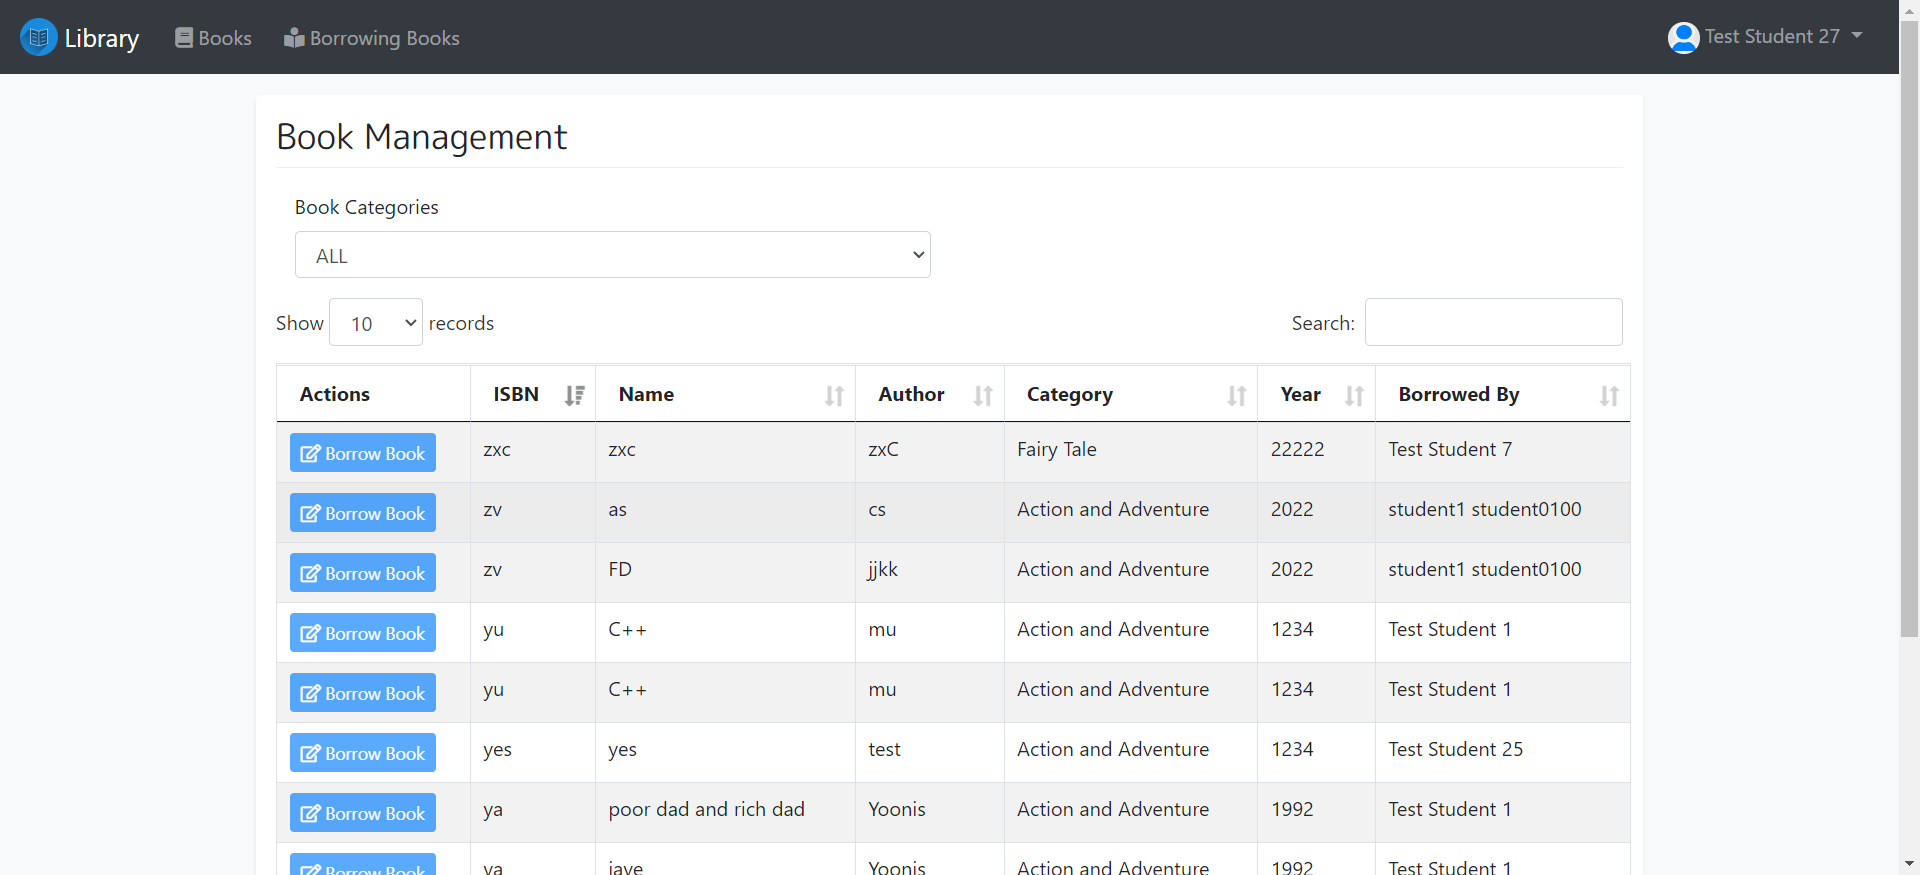 Library Books Borrowing Books Test Student 27
Book Management
Book Categories
ALL
Show 10 records Search:
Actions ISBN Name Author Category Year Borrowed By
Borrow Book zxc zxc zxC Fairy Tale 22222 Test Student 7
Borrow Book zv as cs Action and Adventure 2022 student1 student0100
Borrow Book zv FD jjkk Action and Adventure 2022 student1 student0100
Borrow Book yu C++ mu Action and Adventure 1234 Test Student 1
Borrow Book yu C++ mu Action and Adventure 1234 Test Student 1
Borrow Book yes yes test Action and Adventure 1234 Test Student 25
Borrow Book ya poor dad and rich dad Yoonis Action and Adventure 1992 Test Student 1
Borrow Book ya Yoonis Action and Adventure 1992 Test Student 1